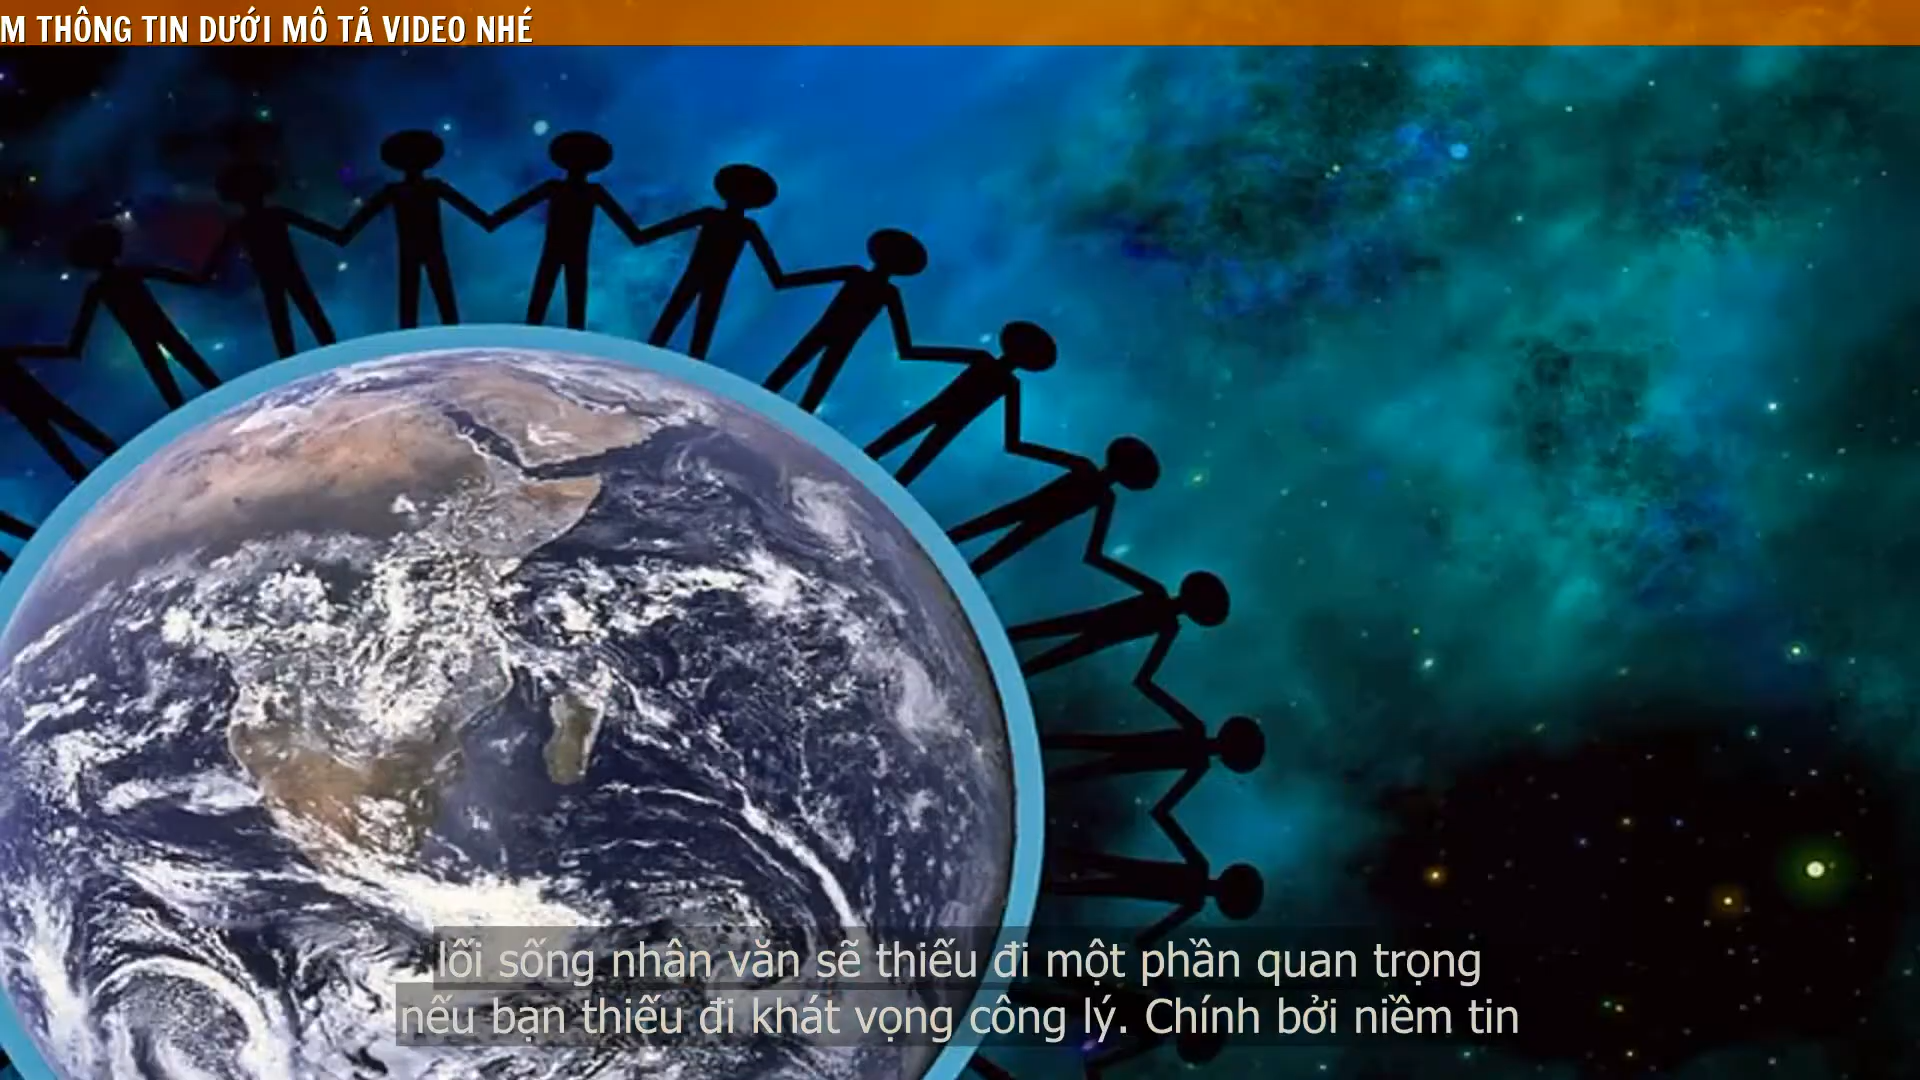 M THÔNG TIN DƯỚI MÔ TẢ VIDEO NHÉ
lối sống nhân văn sẽ thiếu đi một phần quan trọng
nếu bạn thiếu đi khát vọng công lý. Chính bởi niềm tin